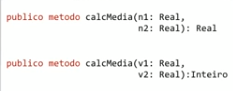 publico metodo calcMedia(n1: Real,
n2: Real): Real
publico metodo calcMedia(v1: Real,
v2: Real):Inteiro